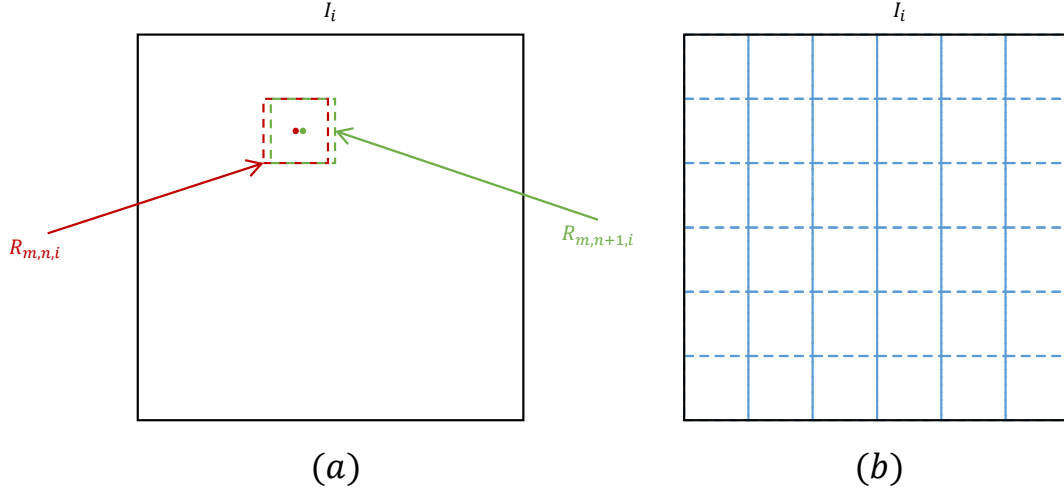 I_i
I_i
R_{m,n,i}
R_{m,n+1,i}
(a)
(b)